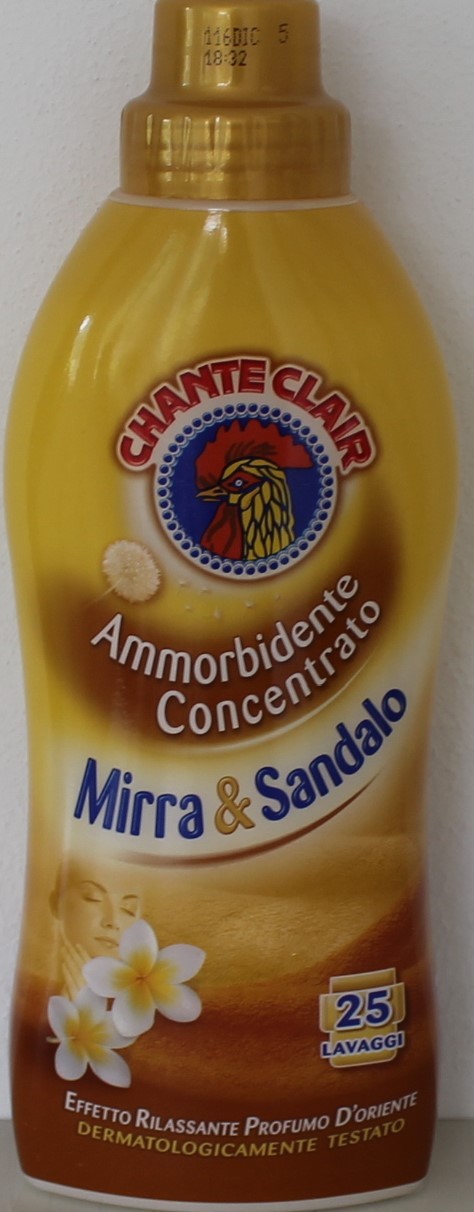 116DIC 5
18:32
CHANTE CLAIR
Ammorbidente
Concentrato
Mirra & Sandalo
25
LAVAGGI
EFFETTO RILASSANTE PROFUMO D'ORIENTE
DERMATOLOGICAMENTE TESTATO